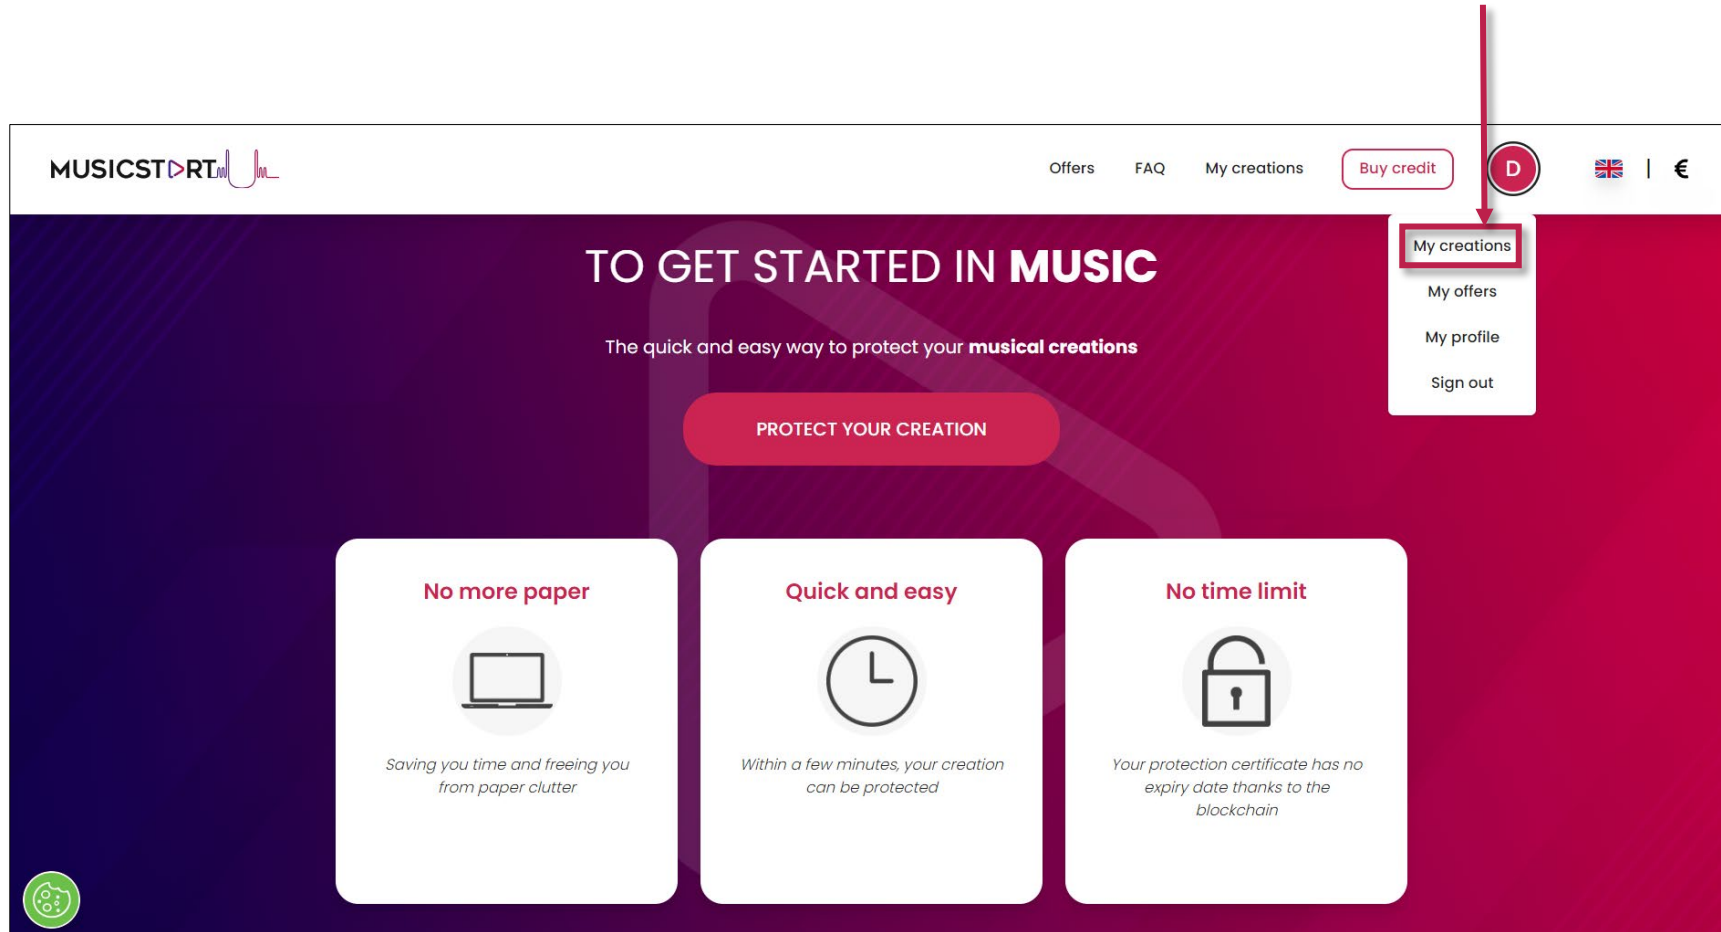 MUSICSTART
Offers
FAQ
My creations
Buy credit
D
|
€
My creations
My offers
My profile
Sign out
TO GET STARTED IN MUSIC
The quick and easy way to protect your musical creations
PROTECT YOUR CREATION
No more paper
Saving you time and freeing you
from paper clutter
Quick and easy
Within a few minutes, your creation
can be protected
No time limit
Your protection certificate has no
expiry date thanks to the
blockchain